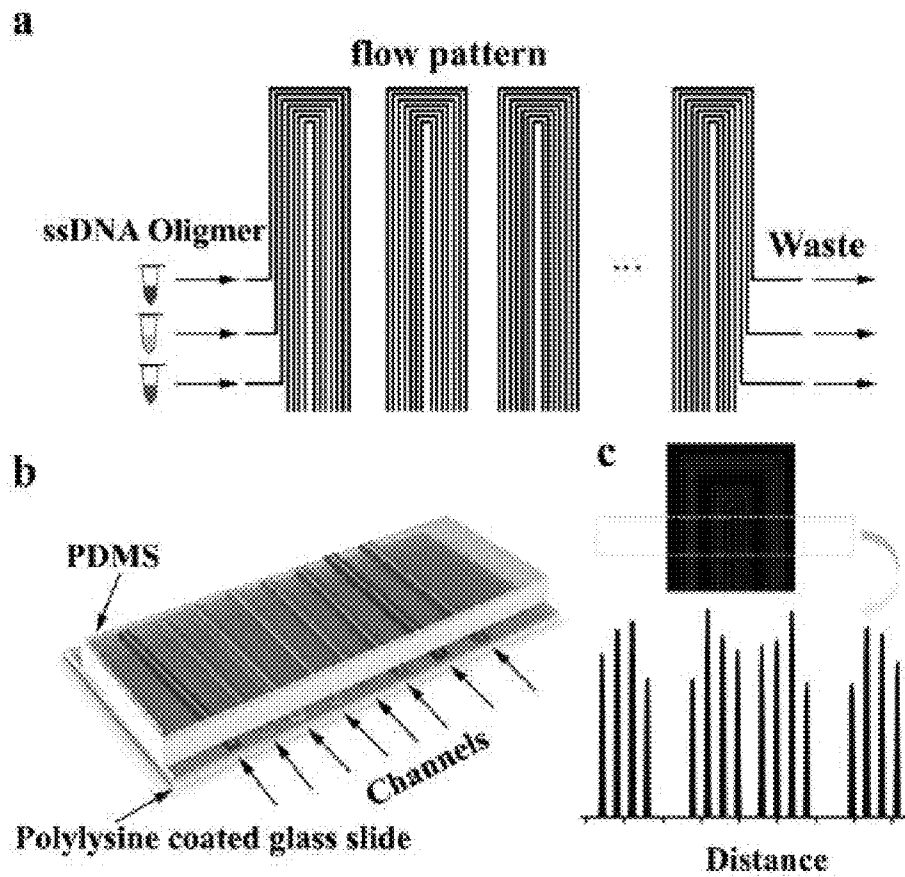 a
flow pattern
ssDNA Oligmer
...
Waste
b
PDMS
Channels
Polylysine coated glass slide
c
Distance